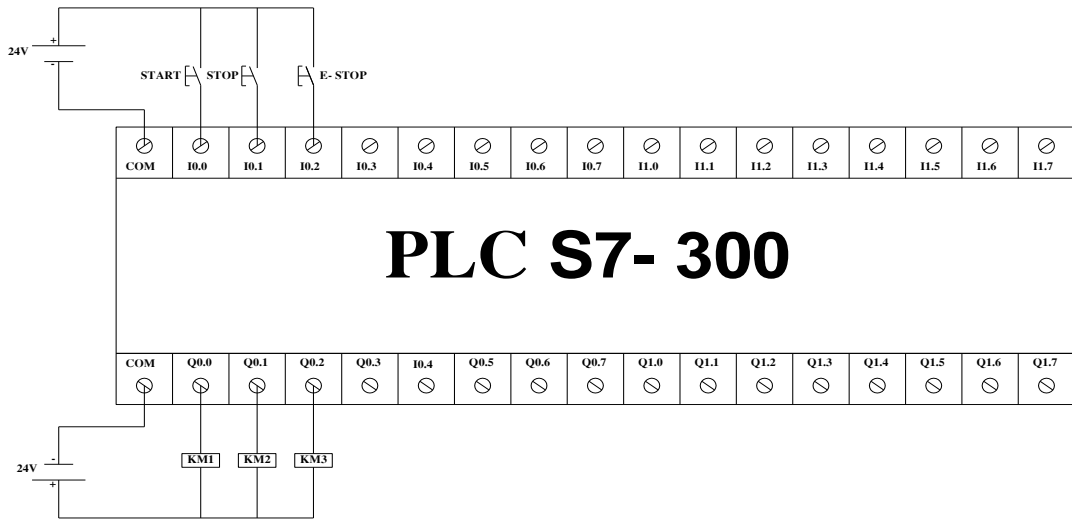 +
24V
-
START STOP E- STOP
COM I0.0 I0.1 I0.2 I0.3 I0.4 I0.5 I0.6 I0.7 I1.0 I1.1 I1.2 I1.3 I1.4 I1.5 I1.6 I1.7
PLC S7- 300
COM Q0.0 Q0.1 Q0.2 Q0.3 I0.4 Q0.5 Q0.6 Q0.7 Q1.0 Q1.1 Q1.2 Q1.3 Q1.4 Q1.5 Q1.6 Q1.7
-
24V
+
KM1 KM2 KM3